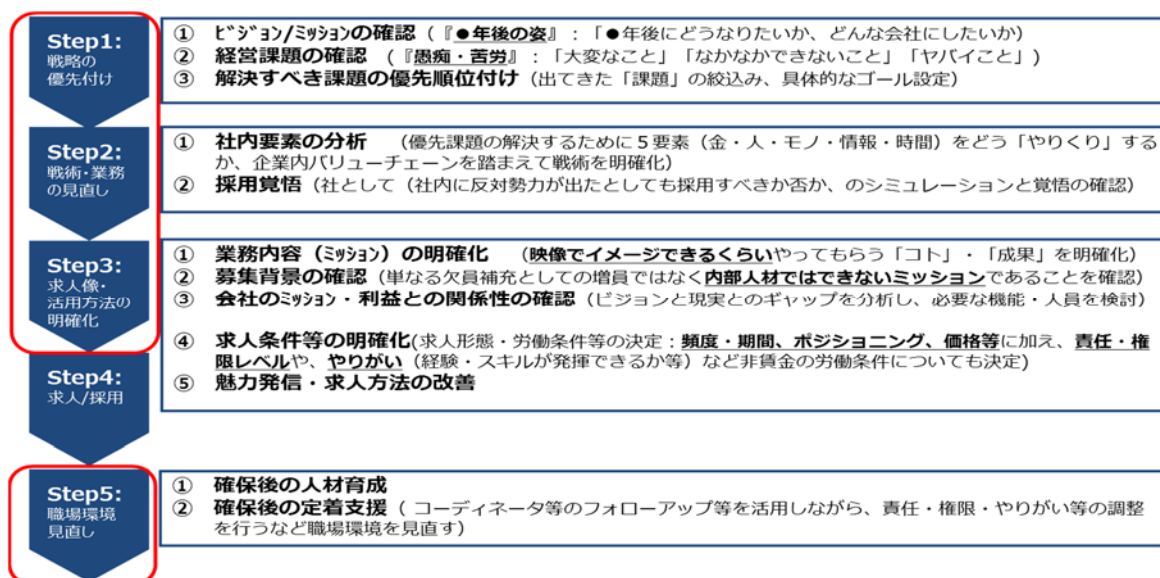 Step1:
戦略の
優先付け
① ﾋﾞｼﾞｮﾝ/ﾐｯｼｮﾝの確認（『●年後の姿』：「●年後にどうなりたいか、どんな会社にしたいか）
② 経営課題の確認（『愚痴・苦労』：「大変なこと」「なかなかできないこと」「ヤバイこと」)
③ 解決すべき課題の優先順位付け（出てきた「課題」の絞込み、具体的なゴール設定）
Step2:
戦術・業務
の見直し
① 社内要素の分析　（優先課題の解決するために５要素（金・人・モノ・情報・時間）をどう「やりくり」する
か、企業内バリューチェーンを踏まえて戦術を明確化）
② 採用覚悟（社として（社内に反対勢力が出たとしても採用すべきか否か、のシミュレーションと覚悟の確認）
Step3:
求人像・
活用方法の
明確化
① 業務内容（ﾐｯｼｮﾝ）の明確化　（映像でイメージできるくらいやってもらう「コト」・「成果」を明確化）
② 募集背景の確認（単なる欠員補充としての増員ではなく内部人材ではできないミッションであることを確認）
③ 会社のﾐｯｼｮﾝ・利益との関係性の確認（ビジョンと現実とのギャップを分析し、必要な機能・人員を検討）
④ 求人条件等の明確化(求人形態・労働条件等の決定：頻度・期間、ポジショニング、価格等に加え、責任・権
限レベルや、やりがい（経験・スキルが発揮できるか等）など非賃金の労働条件についても決定)
⑤ 魅力発信・求人方法の改善
Step4:
求人/採用
Step5:
職場環境
見直し
① 確保後の人材育成
② 確保後の定着支援（ コーディネータ等のフォローアップ等を活用しながら、責任・権限・やりがい等の調整
を行うなど職場環境を見直す）